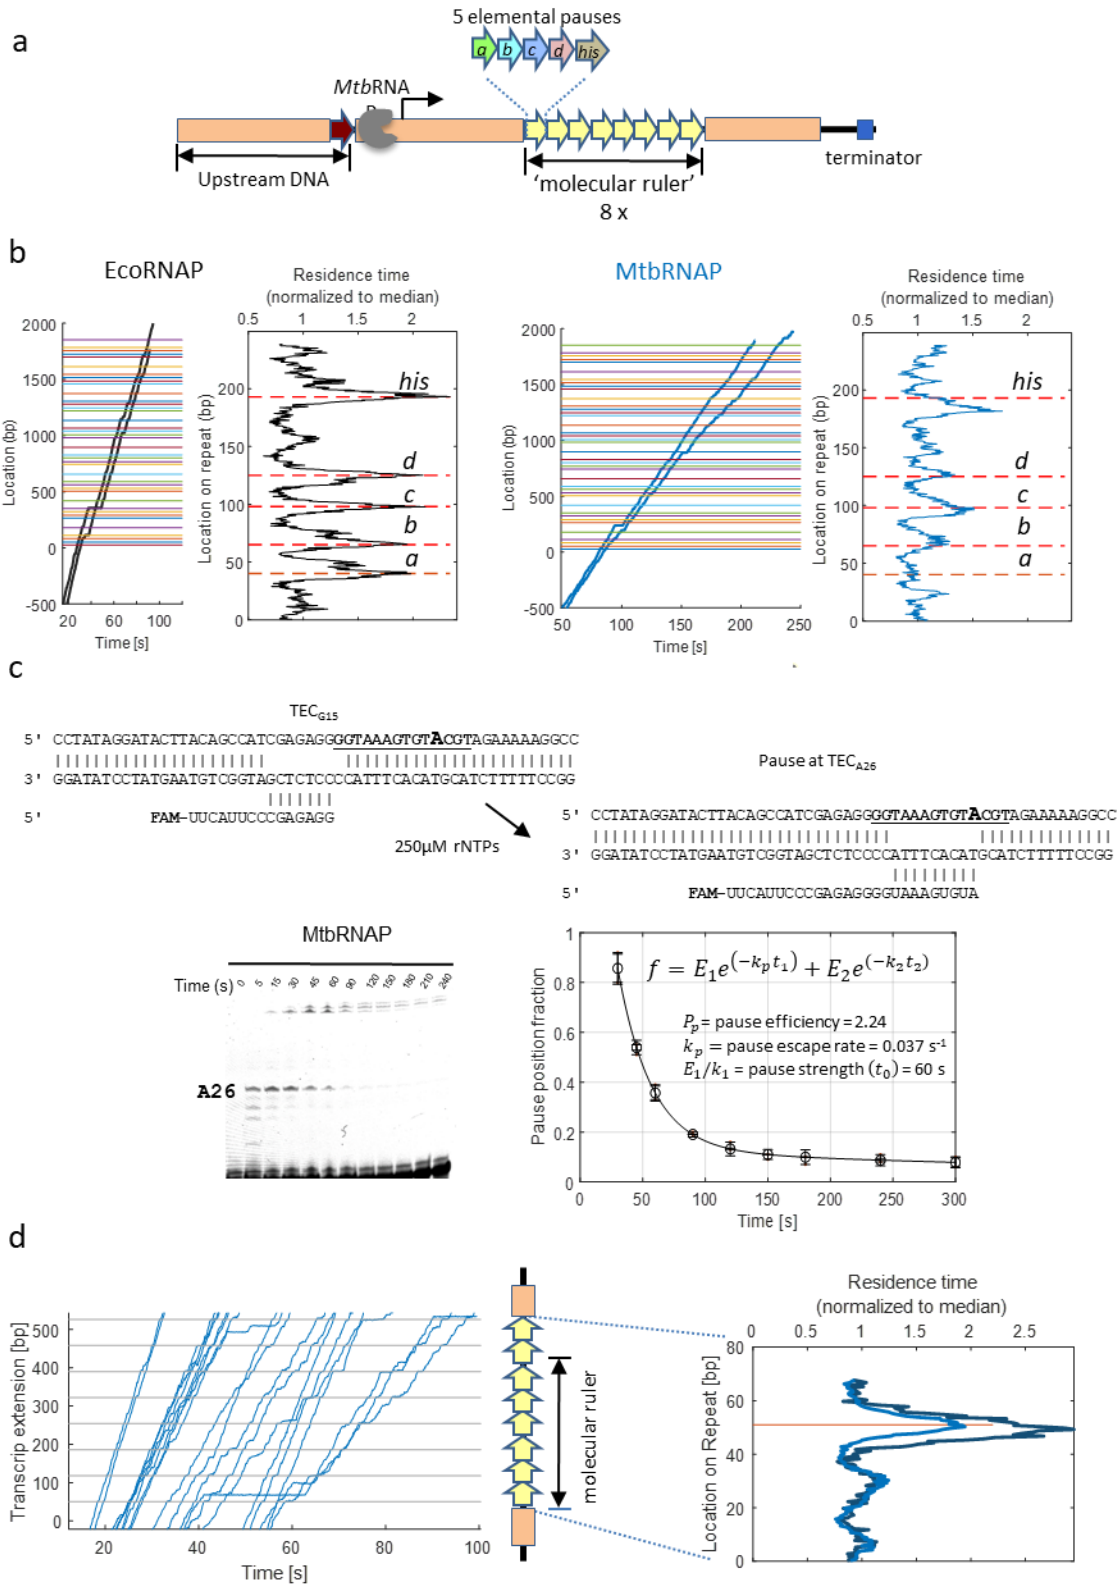 a
5 elemental pauses
a b c d his
MtbRNA
P
Upstream DNA
'molecular ruler'
8 x
terminator
b
EcoRNAP
Residence time
(normalized to median)
0.5 1 1.5 2
2000
1500
1000
500
0
-500
Location (bp)
20 60 100
Time [s]
Location on repeat (bp)
200
150
100
50
0
his
d
c
b
a
MtbRNAP
Residence time
(normalized to median)
0.5 1 1.5 2
2000
1500
1000
500
0
-500
Location (bp)
50 100 150 200 250
Time [s]
Location on repeat (bp)
200
150
100
50
0
his
d
c
b
a
c
TECG15
5' CCTATAGGATACTTACAGCCATCGAGAGGGGTAAAGTGTACGTAGAAAAAGGCC
3' GGATATCCTATGAATGTCGGTAGCTCTCCCCATTTCACATGCATCTTTTTCCGG
5' FAM-UUCAUUCCCGAGAGG
250μM rNTPs
Pause at TECA26
5' CCTATAGGATACTTACAGCCATCGAGAGGGGTAAAGTGTACGTAGAAAAAGGCC
3' GGATATCCTATGAATGTCGGTAGCTCTCCCCATTTCACATGCATCTTTTTCCGG
5' FAM-UUCAUUCCCGAGAGGGGUAAAGUGUA
MtbRNAP
Time (s) 0 5 15 30 45 60 90 120 150 180 210 240
A26
f = E1e(-kpt1) + E2e(-k2t2)
Pp= pause efficiency = 2.24
kp = pause escape rate = 0.037 s-1
E1/k1 = pause strength (t0) = 60 s
Pause position fraction
1
0.8
0.6
0.4
0.2
0
0 50 100 150 200 250 300
Time [s]
d
Transcrip extension [bp]
500
400
300
200
100
0
20 40 60 80 100
Time [s]
molecular ruler
Residence time
(normalized to median)
0 0.5 1 1.5 2 2.5
Location on Repeat [bp]
80
60
40
20
0